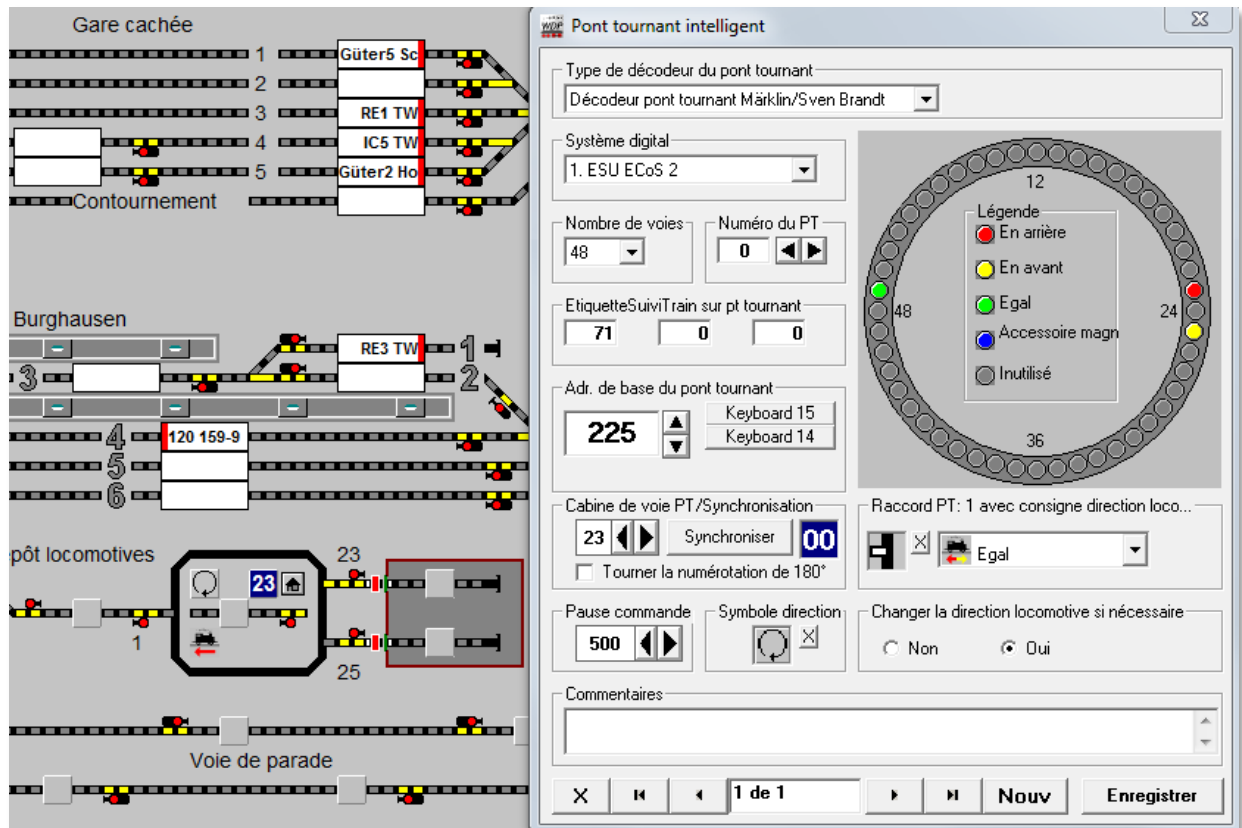 Gare cachée
1 Güter5 Sc
2
3 RE1 TW
4 IC5 TW
5 Güter2 Ho
Contournement
Burghausen
RE3 TW 1
3 2
4 120 159-9
5
6
pôt locomotives 23
23
1
25
Voie de parade
WDP Pont tournant intelligent
Type de décodeur du pont tournant
Décodeur pont tournant Märklin/Sven Brandt
Système digital
1. ESU ECoS 2
Nombre de voies Numéro du PT
48 0
EtiquetteSuiviTrain sur pt tournant
71 0 0
Adr. de base du pont tournant
225 Keyboard 15
Keyboard 14
12
Légende
En arrière
En avant
48 Egal 24
Accessoire magn
Inutilisé
36
Cabine de voie PT/Synchronisation
23 Synchroniser 00
Tourner la numérotation de 180°
Raccord PT: 1 avec consigne direction loco...
X Egal
Pause commande Symbole direction
500 X
Changer la direction locomotive si nécessaire
Non Oui
Commentaires
X 1 de 1 Nouv Enregistrer